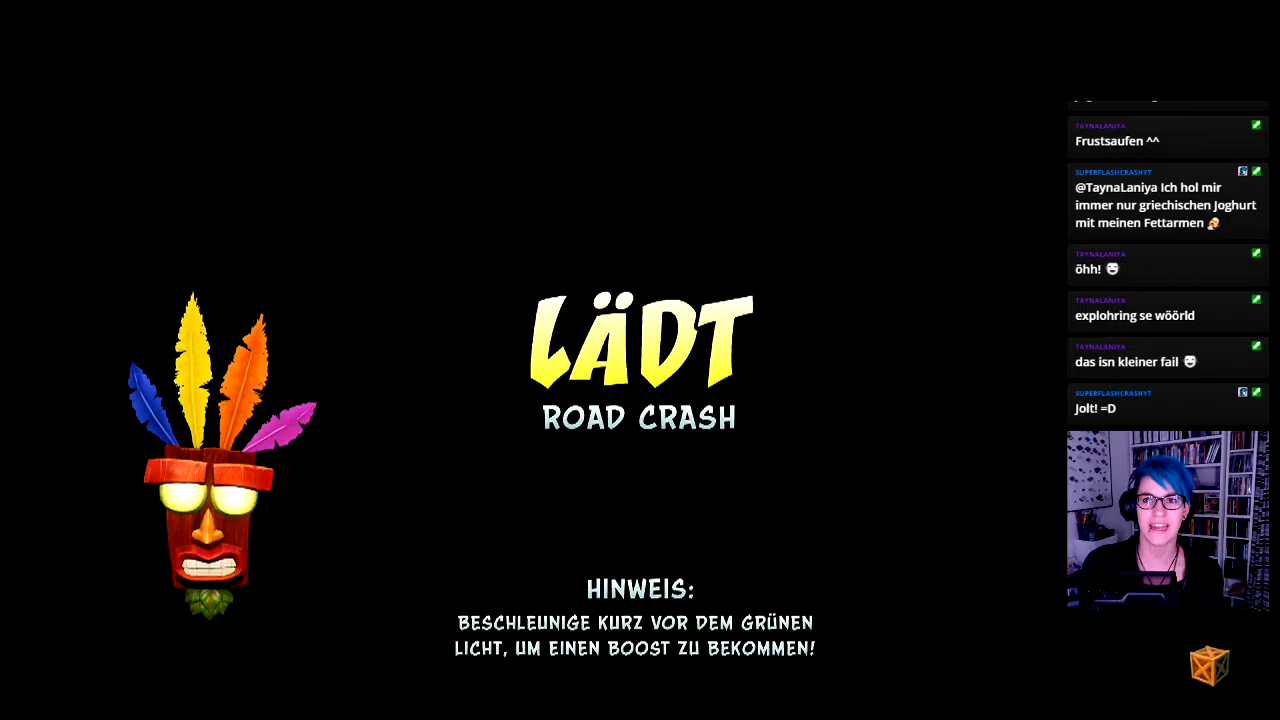 LÄDT
ROAD CRASH
HINWEIS:
BESCHLEUNIGE KURZ VOR DEM GRÜNEN
LICHT, UM EINEN BOOST ZU BEKOMMEN!
TAYNALANIYA
Frustsaufen ^^
SUPERFLASHCRASHYT
@TaynaLaniya Ich hol mir
immer nur griechischen Joghurt
mit meinen Fettarmen
TAYNALANIYA
öhh!
TAYNALANIYA
explohring se wöörld
TAYNALANIYA
das isn kleiner fail
SUPERFLASHCRASHYT
Jolt! =D